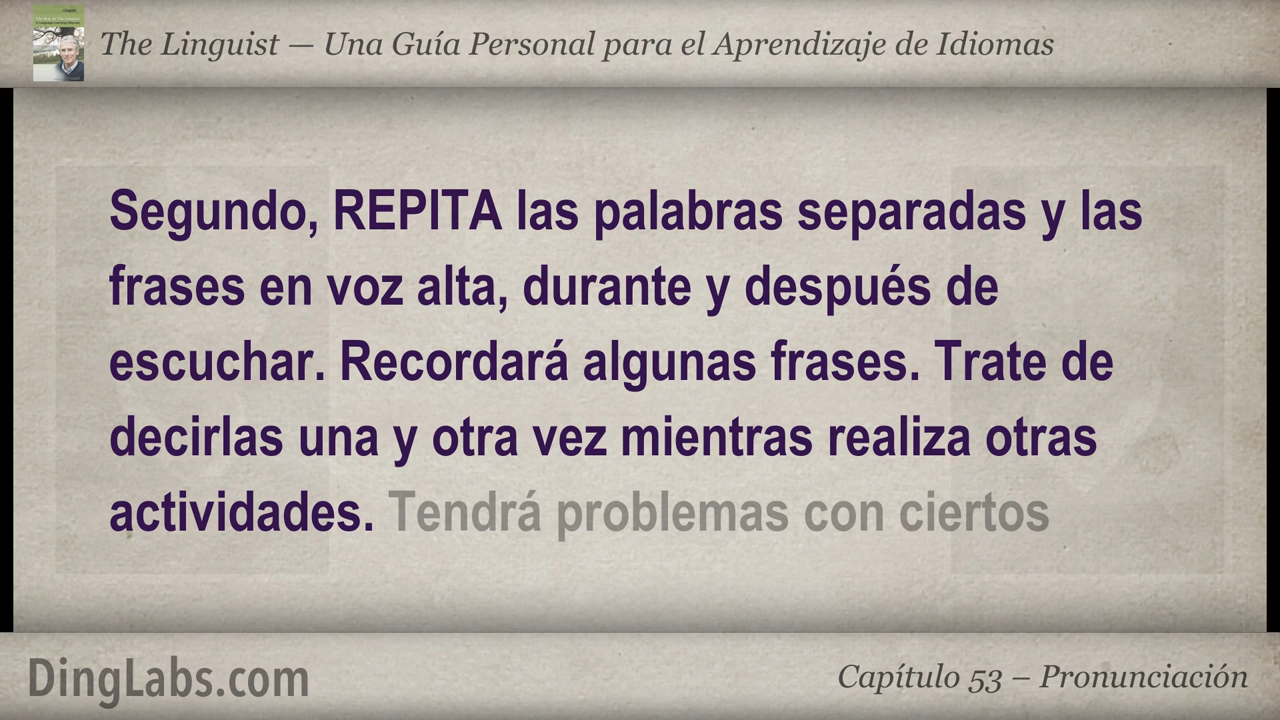 The Linguist — Una Guía Personal para el Aprendizaje de Idiomas
Segundo, REPITA las palabras separadas y las
frases en voz alta, durante y después de
escuchar. Recordará algunas frases. Trate de
decirlas una y otra vez mientras realiza otras
actividades. Tendrá problemas con ciertos
DingLabs.com
Capítulo 53 – Pronunciación